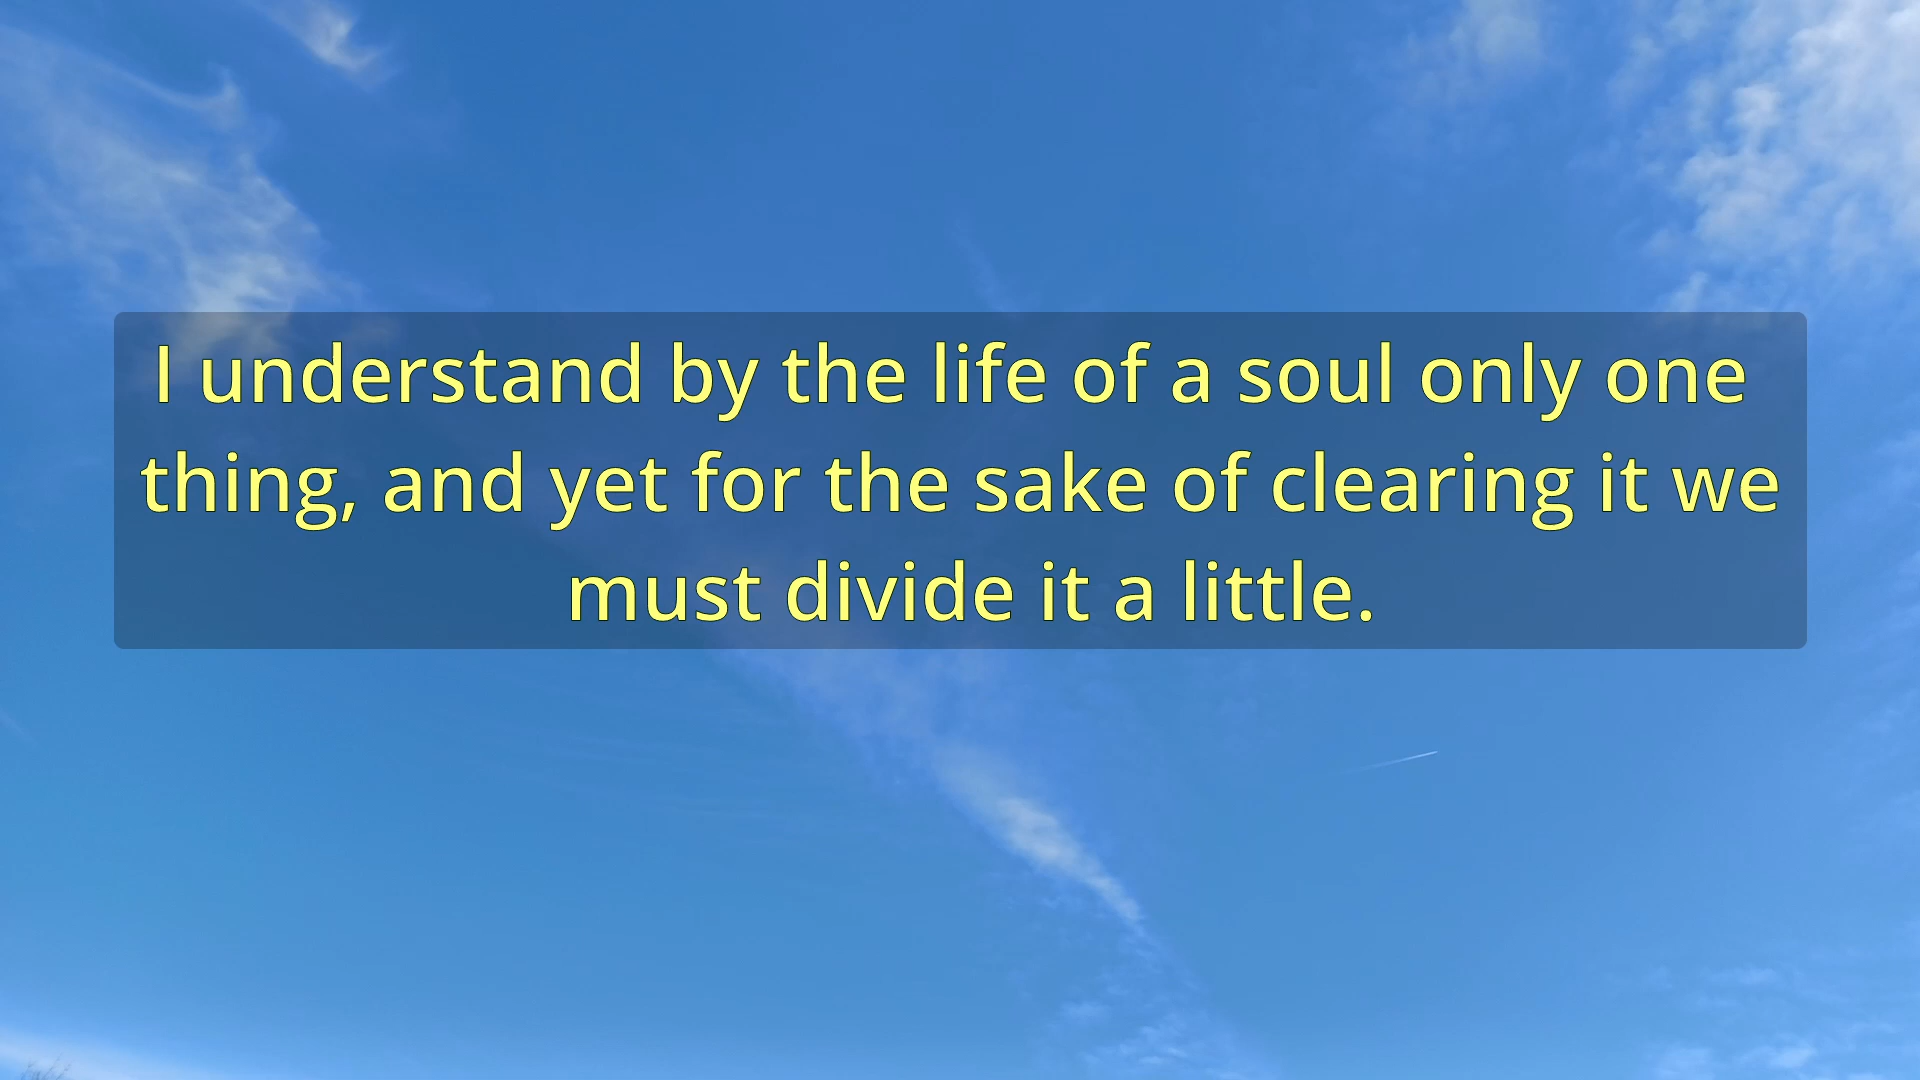 I understand by the life of a soul only one
thing, and yet for the sake of clearing it we
must divide it a little.